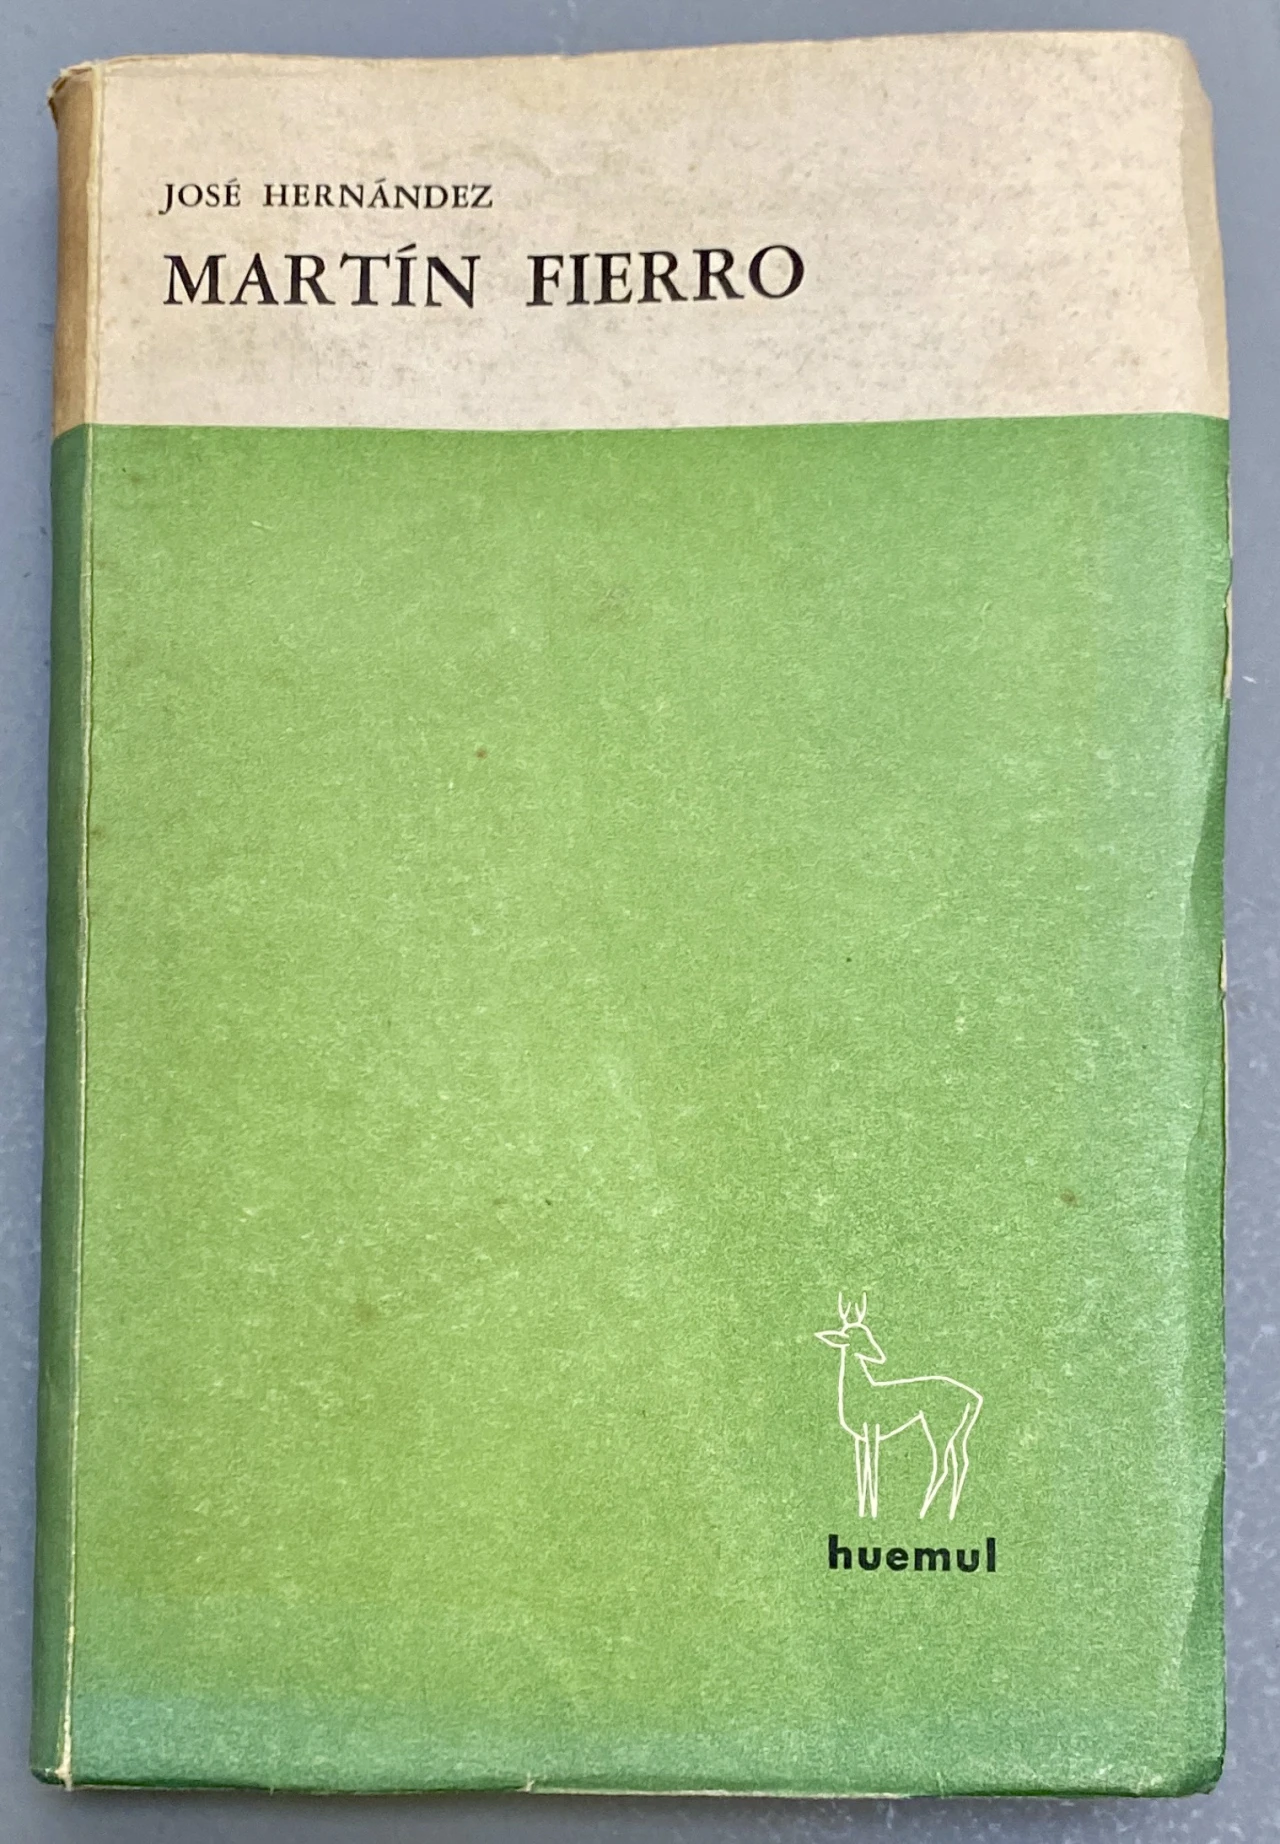 JOSÉ HERNÁNDEZ
MARTÍN FIERRO
huemul